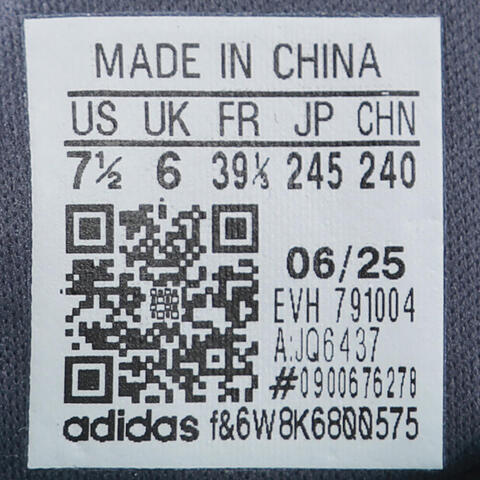 MADE IN CHINA
US UK FR JP CHN
7½ 6 39⅓ 245 240
06/25
EVH 791004
A:JQ6437
#0900676278
adidas f&6W8K6800575